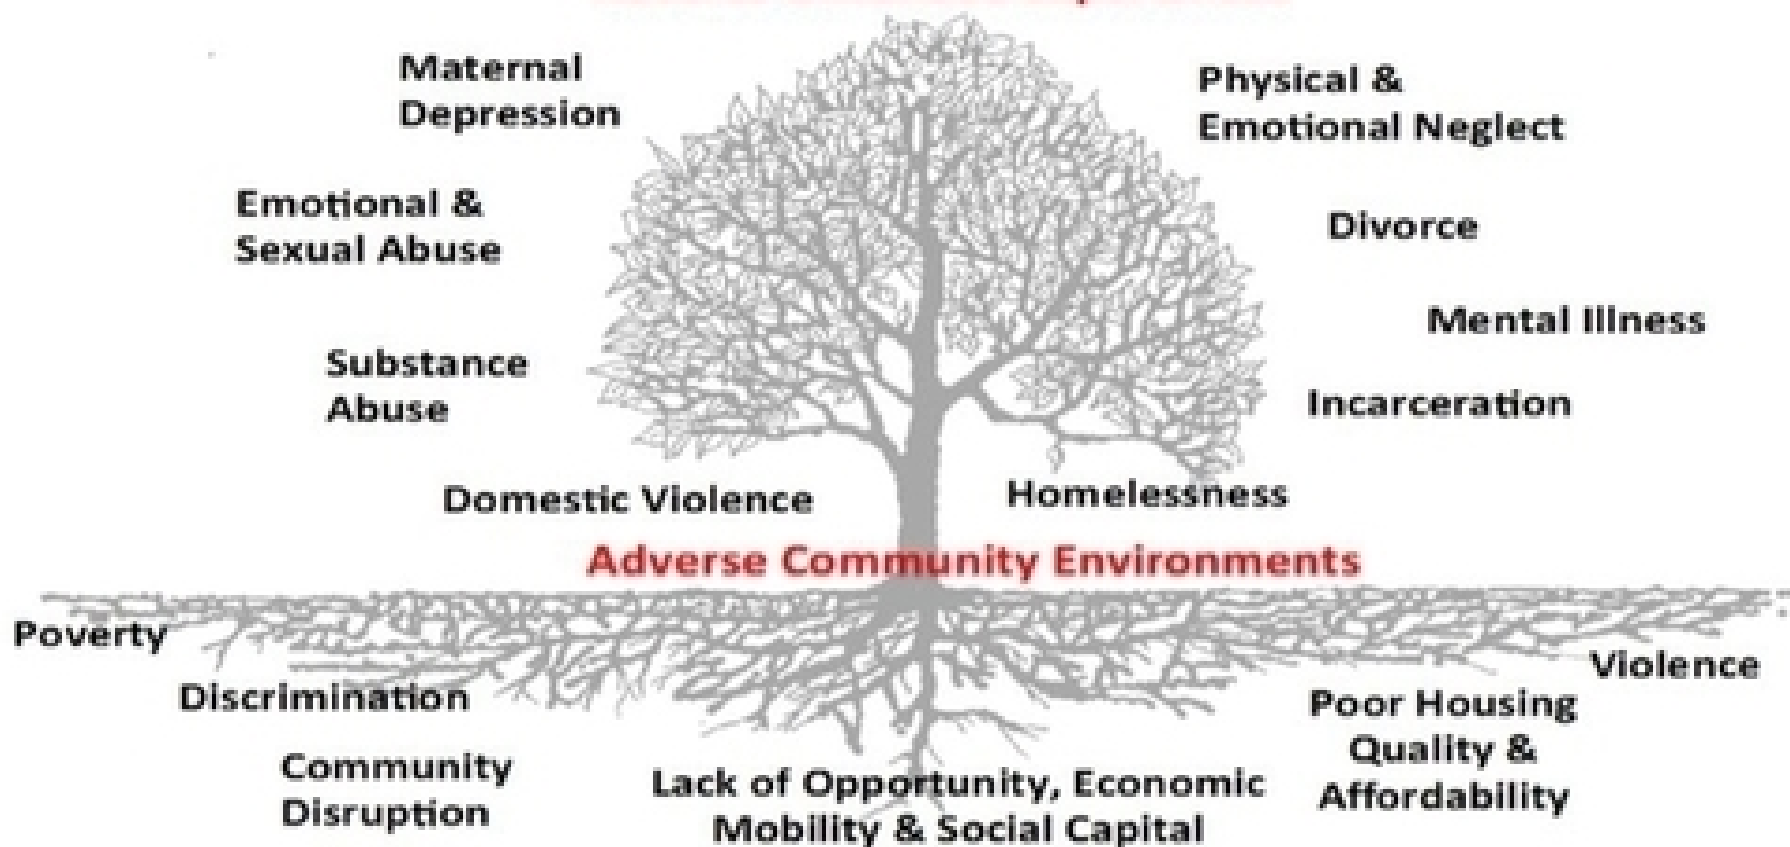 Maternal
Depression
Physical &
Emotional Neglect
Emotional &
Sexual Abuse
Divorce
Mental Illness
Substance
Abuse
Incarceration
Domestic Violence
Homelessness
Adverse Community Environments
Poverty
Violence
Discrimination
Poor Housing
Quality &
Affordability
Community
Disruption
Lack of Opportunity, Economic
Mobility & Social Capital